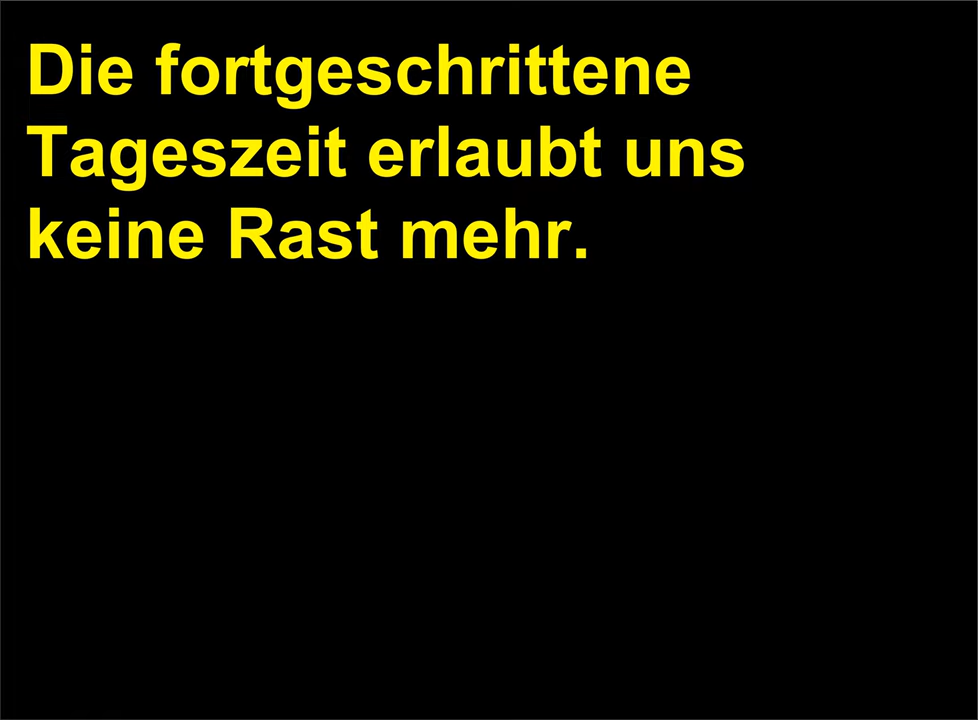 Die fortgeschrittene
Tageszeit erlaubt uns
keine Rast mehr.